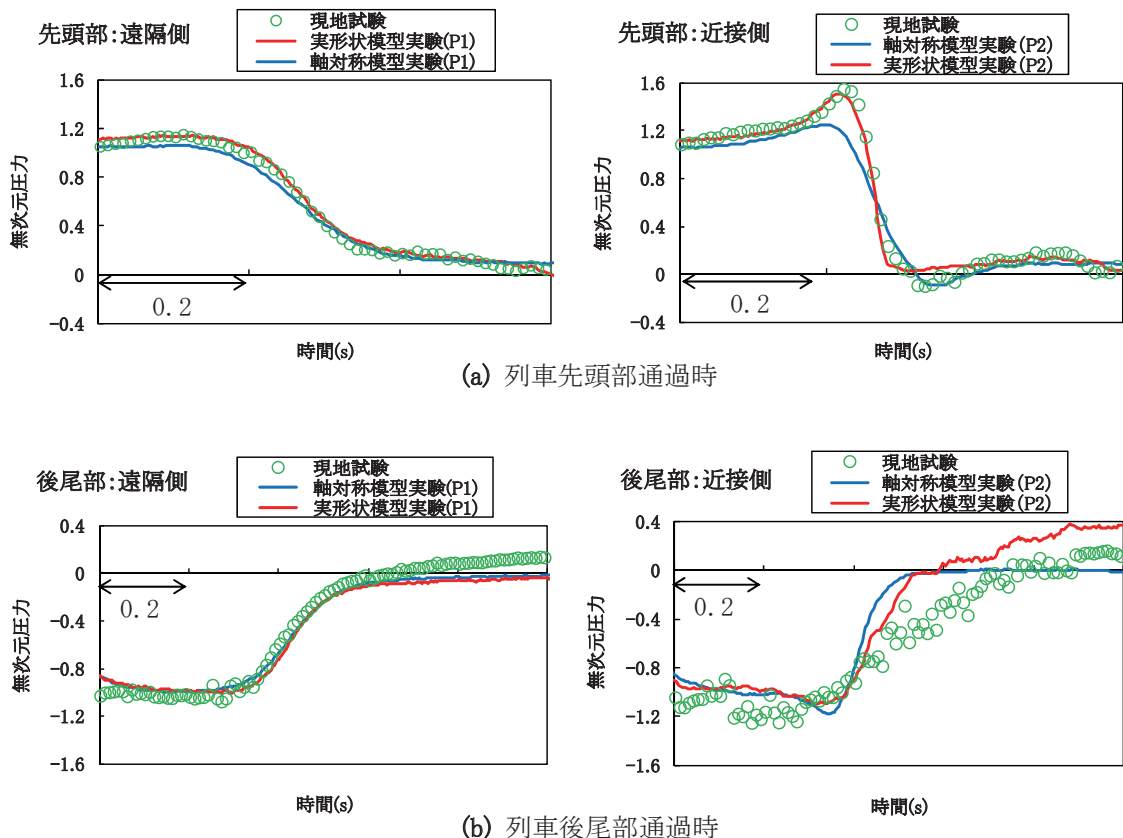 先頭部:遠隔側
現地試験
実形状模型実験(P1)
軸対称模型実験(P1)
1.6
1.2
0.8
0.4
0
-0.4
無次元圧力
0.2
時間(s)
先頭部:近接側
現地試験
軸対称模型実験(P2)
実形状模型実験(P2)
1.6
1.2
0.8
0.4
0
-0.4
無次元圧力
0.2
時間(s)
(a) 列車先頭部通過時
後尾部:遠隔側
現地試験
軸対称模型実験(P1)
実形状模型実験(P1)
0.4
0
-0.4
-0.8
-1.2
-1.6
無次元圧力
0.2
時間(s)
後尾部:近接側
現地試験
軸対称模型実験(P2)
実形状模型実験(P2)
0.4
0
-0.4
-0.8
-1.2
-1.6
無次元圧力
0.2
時間(s)
(b) 列車後尾部通過時